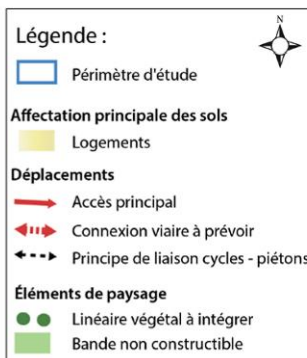 N
Légende :
Périmètre d'étude
Affectation principale des sols
Logements
Déplacements
Accès principal
Connexion viaire à prévoir
Principe de liaison cycles - piétons
Éléments de paysage
Linéaire végétal à intégrer
Bande non constructible